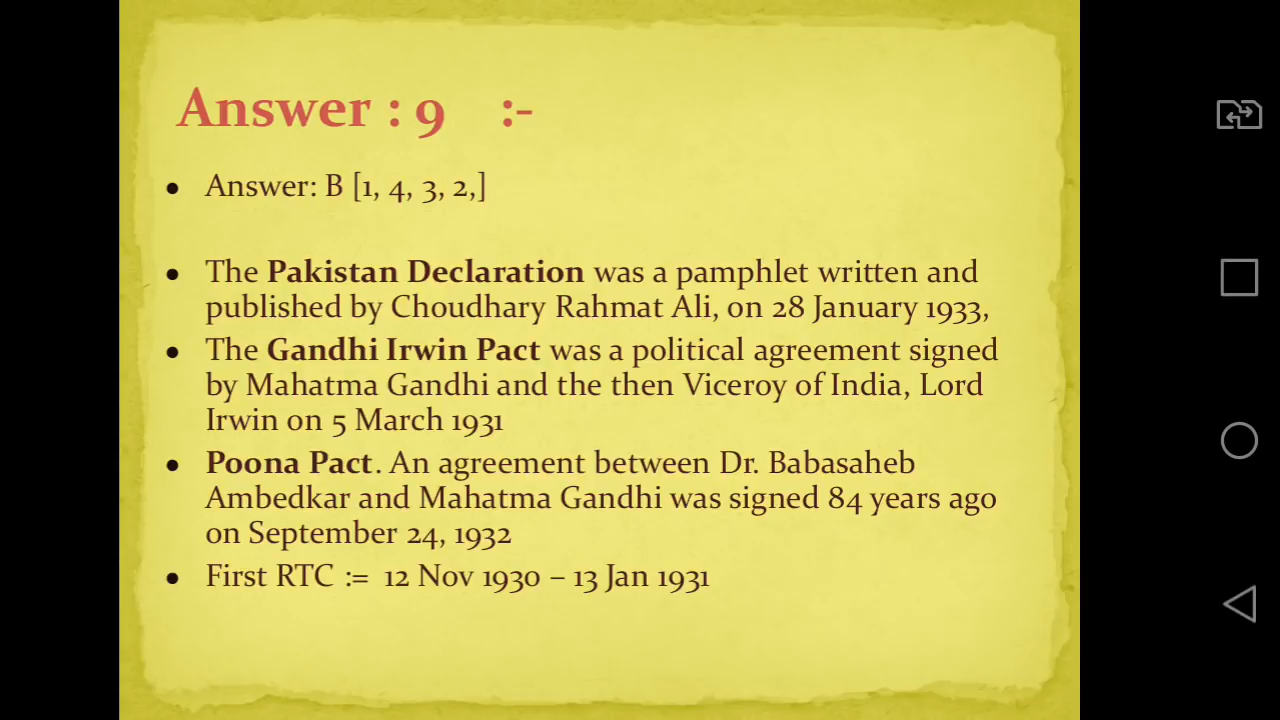 Answer : 9 :-
Answer: B [1, 4, 3, 2,]
The Pakistan Declaration was a pamphlet written and
published by Choudhary Rahmat Ali, on 28 January 1933,
The Gandhi Irwin Pact was a political agreement signed
by Mahatma Gandhi and the then Viceroy of India, Lord
Irwin on 5 March 1931
Poona Pact. An agreement between Dr. Babasaheb
Ambedkar and Mahatma Gandhi was signed 84 years ago
on September 24, 1932
First RTC := 12 Nov 1930 – 13 Jan 1931